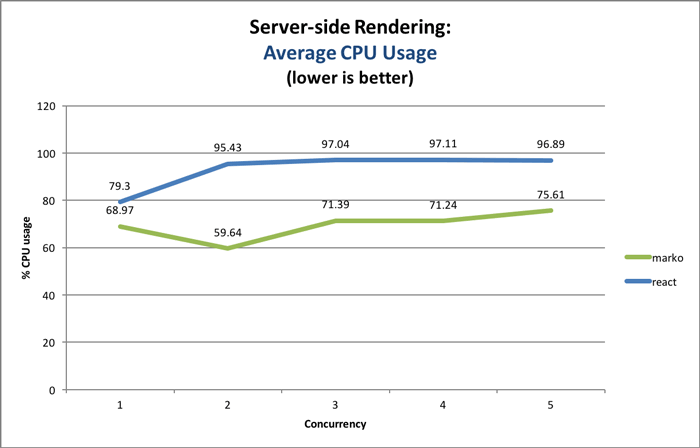 Server-side Rendering:
Average CPU Usage
(lower is better)
120
100
80
60
40
20
0
% CPU usage
79.3
95.43
97.04
97.11
96.89
68.97
59.64
71.39
71.24
75.61
marko
react
1 2 3 4 5
Concurrency